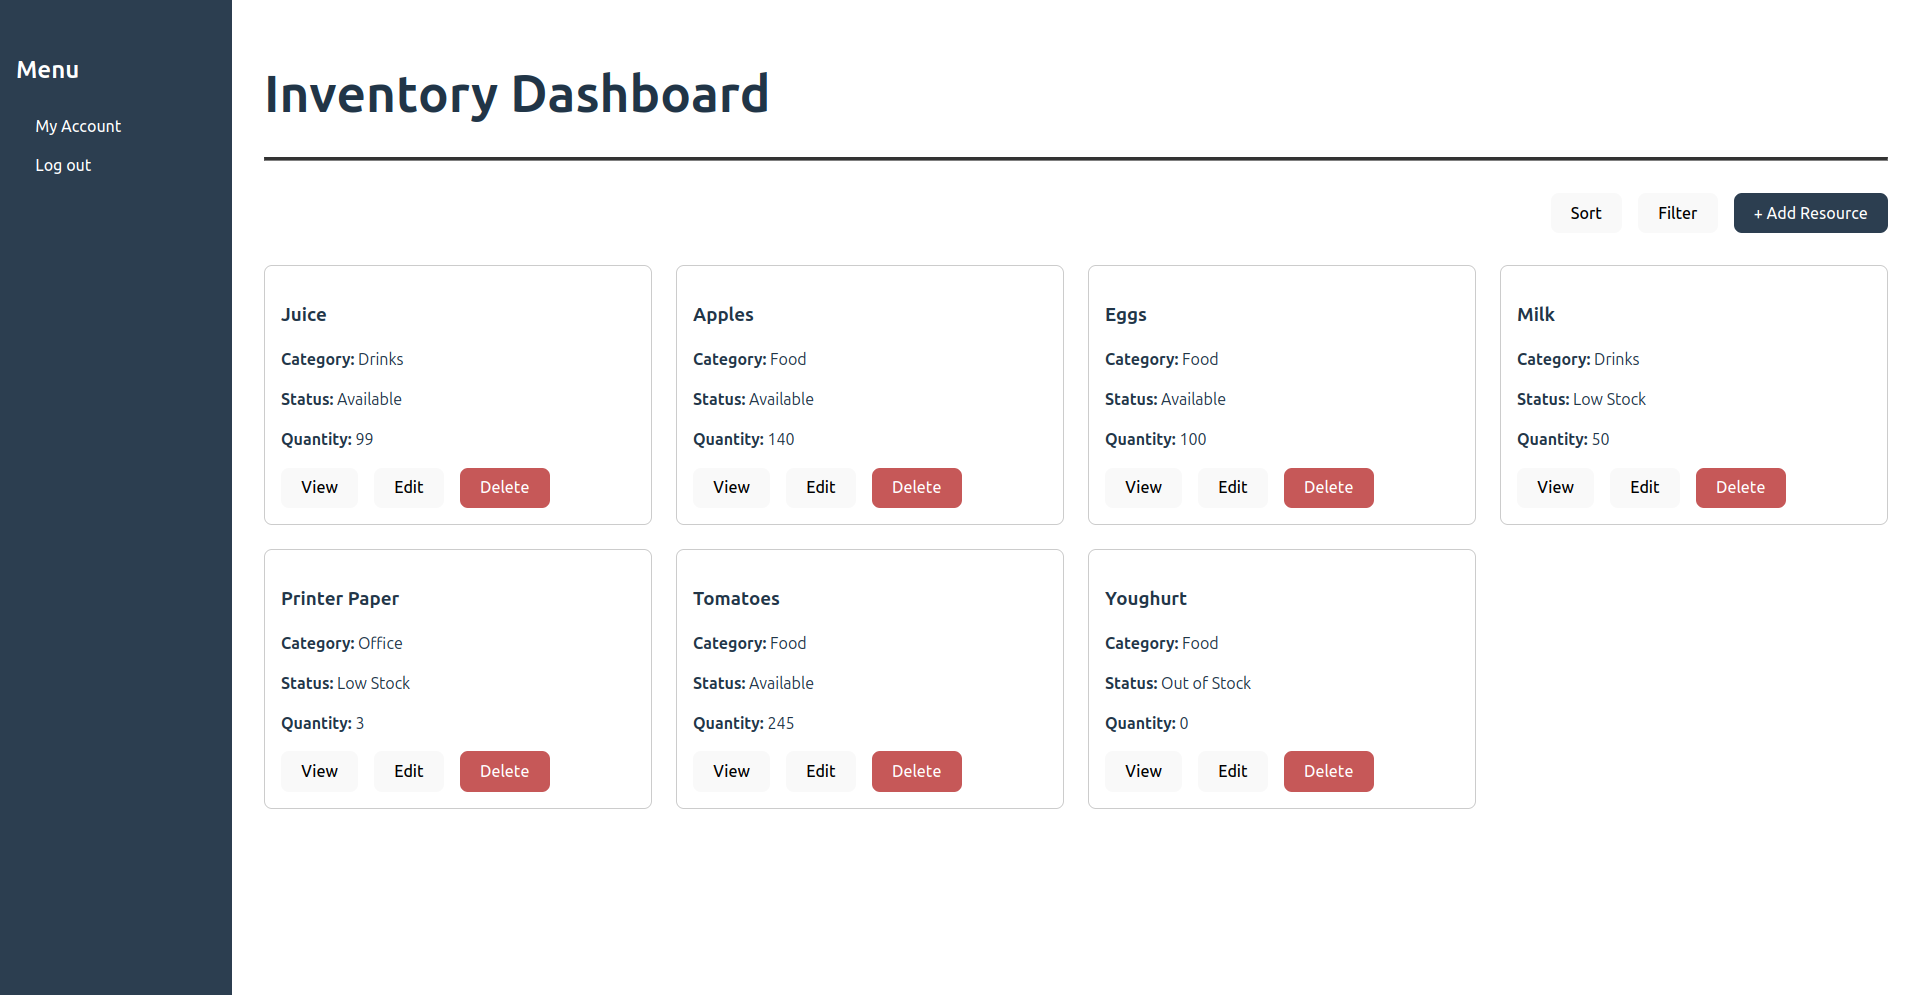 Menu
My Account
Log out
Inventory Dashboard
Sort Filter + Add Resource
Juice
Category: Drinks
Status: Available
Quantity: 99
View Edit Delete
Apples
Category: Food
Status: Available
Quantity: 140
View Edit Delete
Eggs
Category: Food
Status: Available
Quantity: 100
View Edit Delete
Milk
Category: Drinks
Status: Low Stock
Quantity: 50
View Edit Delete
Printer Paper
Category: Office
Status: Low Stock
Quantity: 3
View Edit Delete
Tomatoes
Category: Food
Status: Available
Quantity: 245
View Edit Delete
Youghurt
Category: Food
Status: Out of Stock
Quantity: 0
View Edit Delete